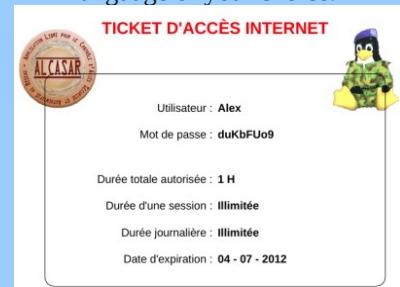 TICKET D'ACCÈS INTERNET
ALCASAR
Utilisateur : Alex
Mot de passe : duKbFUo9
Durée totale autorisée : 1 H
Durée d'une session : Illimitée
Durée journalière : Illimitée
Date d'expiration : 04 - 07 - 2012